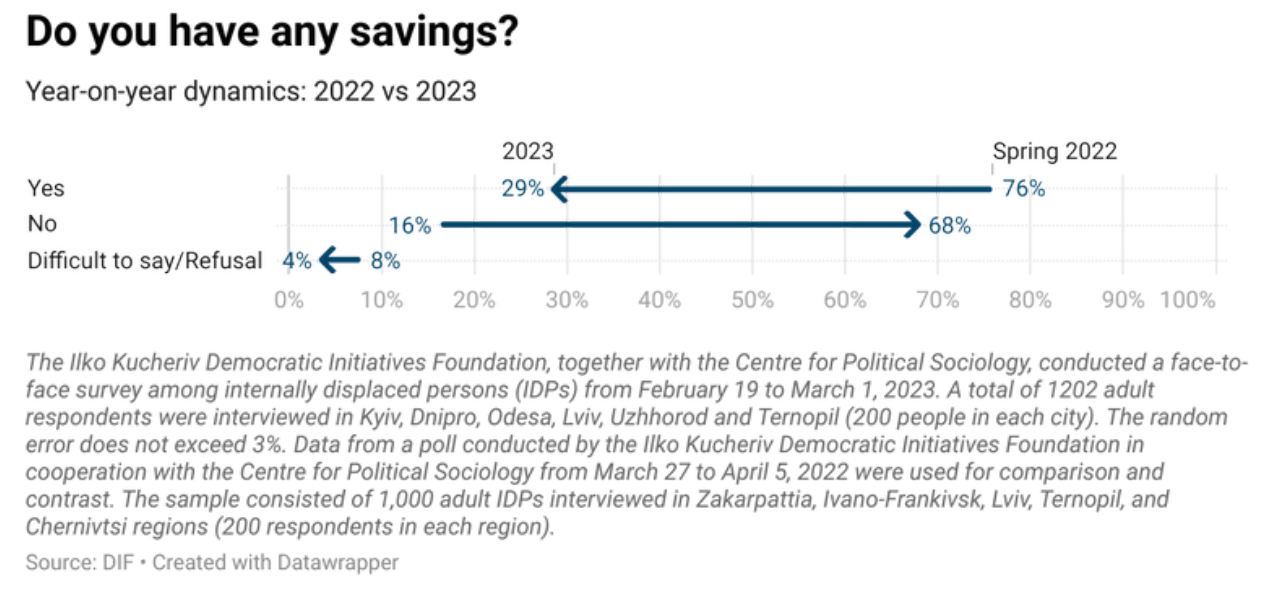 Do you have any savings?
Year-on-year dynamics: 2022 vs 2023
2023 Spring 2022
Yes 29% 76%
No 16% 68%
Difficult to say/Refusal 4% 8%
0% 10% 20% 30% 40% 50% 60% 70% 80% 90% 100%
The Ilko Kucheriv Democratic Initiatives Foundation, together with the Centre for Political Sociology, conducted a face-to-
face survey among internally displaced persons (IDPs) from February 19 to March 1, 2023. A total of 1202 adult
respondents were interviewed in Kyiv, Dnipro, Odesa, Lviv, Uzhhorod and Ternopil (200 people in each city). The random
error does not exceed 3%. Data from a poll conducted by the Ilko Kucheriv Democratic Initiatives Foundation in
cooperation with the Centre for Political Sociology from March 27 to April 5, 2022 were used for comparison and
contrast. The sample consisted of 1,000 adult IDPs interviewed in Zakarpattia, Ivano-Frankivsk, Lviv, Ternopil, and
Chernivtsi regions (200 respondents in each region).
Source: DIF • Created with Datawrapper